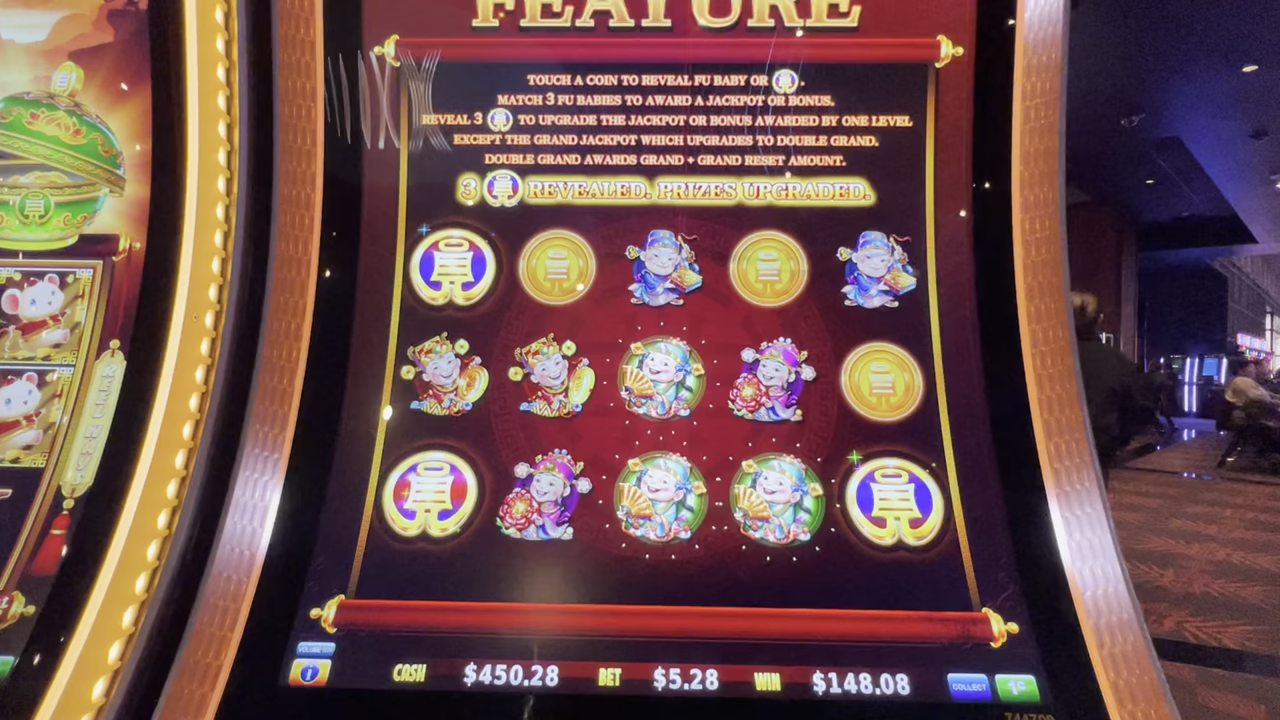 FEATURE
TOUCH A COIN TO REVEAL FU BABY OR .
MATCH 3 FU BABIES TO AWARD A JACKPOT OR BONUS.
REVEAL 3 TO UPGRADE THE JACKPOT OR BONUS AWARDED BY ONE LEVEL
EXCEPT THE GRAND JACKPOT WHICH UPGRADES TO DOUBLE GRAND.
DOUBLE GRAND AWARDS GRAND + GRAND RESET AMOUNT.
3 REVEALED. PRIZES UPGRADED.
VOLUME
i
CASH $450.28 BET $5.28 WIN $148.08 COLLECT 1¢